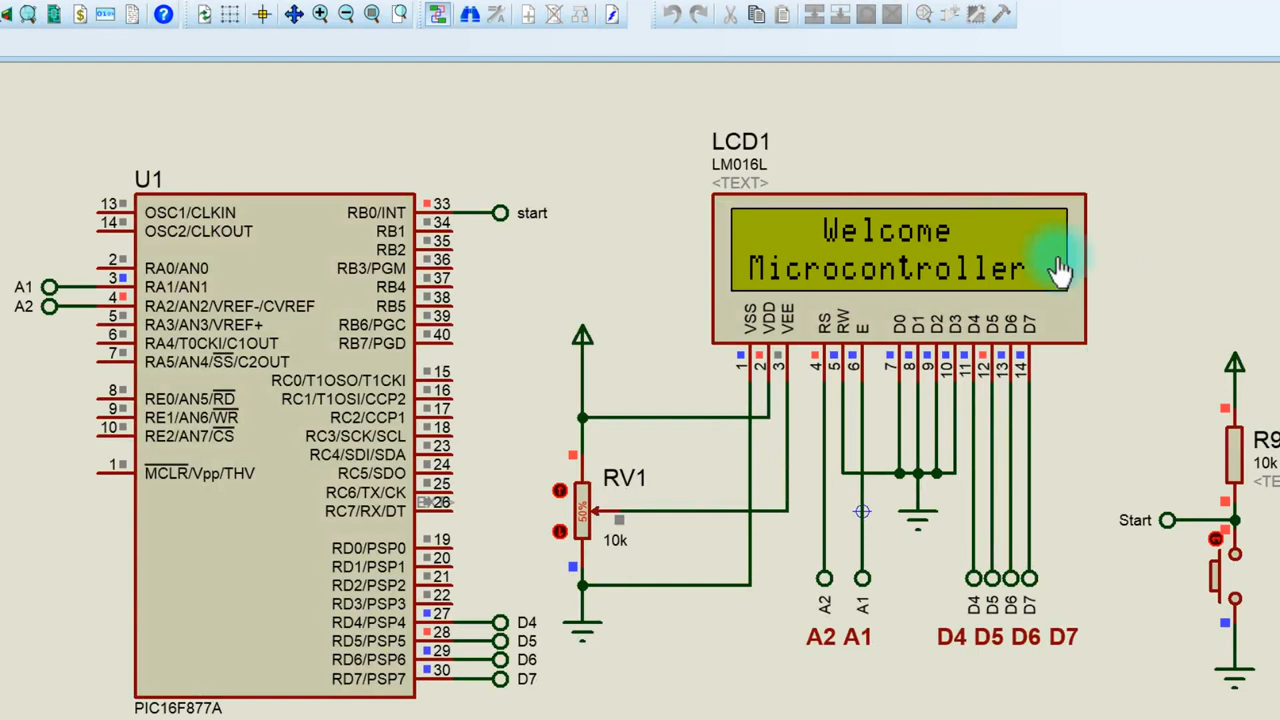 U1
13
OSC1/CLKIN
14
OSC2/CLKOUT
2
RA0/AN0
A1
3
RA1/AN1
A2
4
RA2/AN2/VREF-/CVREF
5
RA3/AN3/VREF+
6
RA4/T0CKI/C1OUT
7
RA5/AN4/SS/C2OUT
8
RE0/AN5/RD
9
RE1/AN6/WR
10
RE2/AN7/CS
1
MCLR/Vpp/THV
RB0/INT
33
start
RB1
34
RB2
35
RB3/PGM
36
RB4
37
RB5
38
RB6/PGC
39
RB7/PGD
40
RC0/T1OSO/T1CKI
15
RC1/T1OSI/CCP2
16
RC2/CCP1
17
RC3/SCK/SCL
18
RC4/SDI/SDA
23
RC5/SDO
24
RC6/TX/CK
25
RC7/RX/DT
26
RD0/PSP0
19
RD1/PSP1
20
RD2/PSP2
21
RD3/PSP3
22
RD4/PSP4
27
D4
RD5/PSP5
28
D5
RD6/PSP6
29
D6
RD7/PSP7
30
D7
PIC16F877A
RV1
50%
10k
LCD1
LM016L
<TEXT>
Welcome
Microcontroller
VSS VDD VEE RS RW E D0 D1 D2 D3 D4 D5 D6 D7
1 2 3 4 5 6 7 8 9 10 11 12 13 14
A2 A1 D4 D5 D6 D7
A2 A1 D4 D5 D6 D7
R9
10k
Start